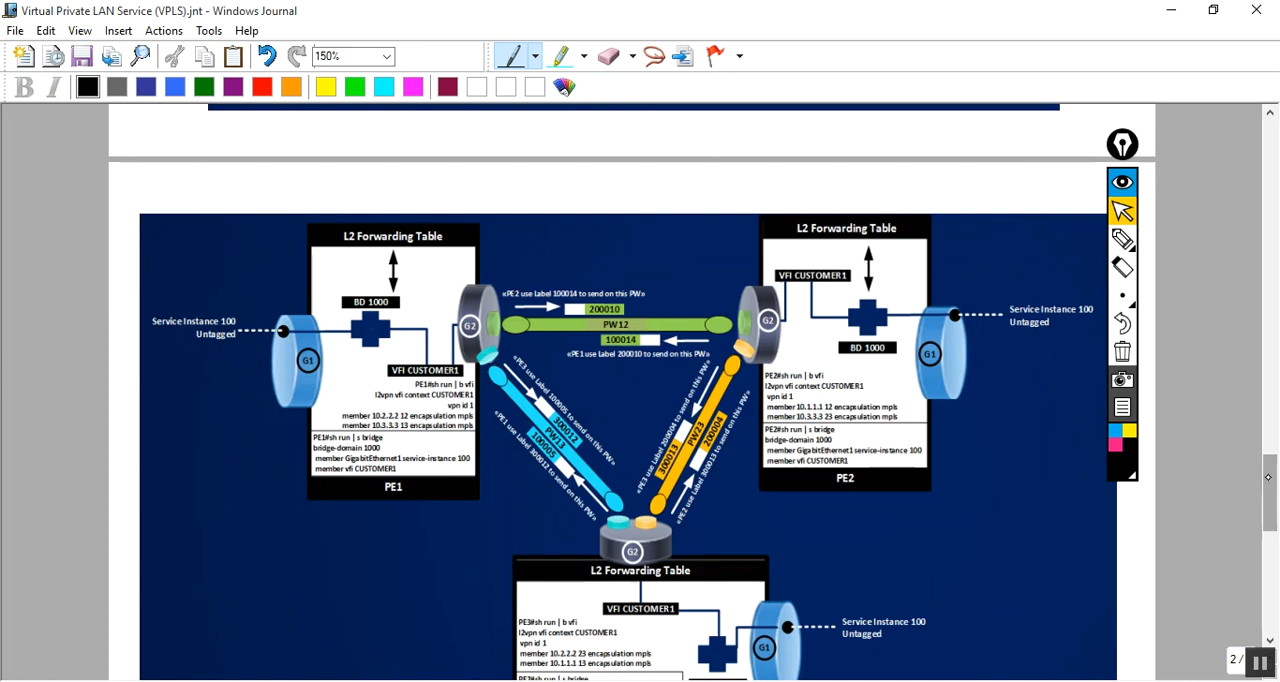 Virtual Private LAN Service (VPLS).jnt - Windows Journal
File Edit View Insert Actions Tools Help
150%
B I
L2 Forwarding Table
BD 1000
Service Instance 100
Untagged
G1
G2
VFI CUSTOMER1
PE1#sh run | b vfi
l2vpn vfi context CUSTOMER1
vpn id 1
member 10.2.2.2 12 encapsulation mpls
member 10.3.3.3 13 encapsulation mpls
PE1#sh run | s bridge
bridge-domain 1000
member GigabitEthernet1 service-instance 100
member vfi CUSTOMER1
PE1
«PE2 use Label 100014 to send on this PW»
200010
PW12
100014
«PE1 use Label 200010 to send on this PW»
«PE3 use Label 100005 to send on this PW»
300012
PW13
100005
«PE1 use Label 300012 to send on this PW»
«PE3 use Label 200004 to send on this PW»
300013
PW23
200004
«PE2 use Label 300013 to send on this PW»
L2 Forwarding Table
VFI CUSTOMER1
G2
BD 1000
G1
Service Instance 100
Untagged
PE2#sh run | b vfi
l2vpn vfi context CUSTOMER1
vpn id 1
member 10.1.1.1 12 encapsulation mpls
member 10.3.3.3 23 encapsulation mpls
PE2#sh run | s bridge
bridge-domain 1000
member GigabitEthernet1 service-instance 100
member vfi CUSTOMER1
PE2
G2
L2 Forwarding Table
VFI CUSTOMER1
PE3#sh run | b vfi
l2vpn vfi context CUSTOMER1
vpn id 1
member 10.2.2.2 23 encapsulation mpls
member 10.1.1.1 13 encapsulation mpls
G1
Service Instance 100
Untagged
2 /